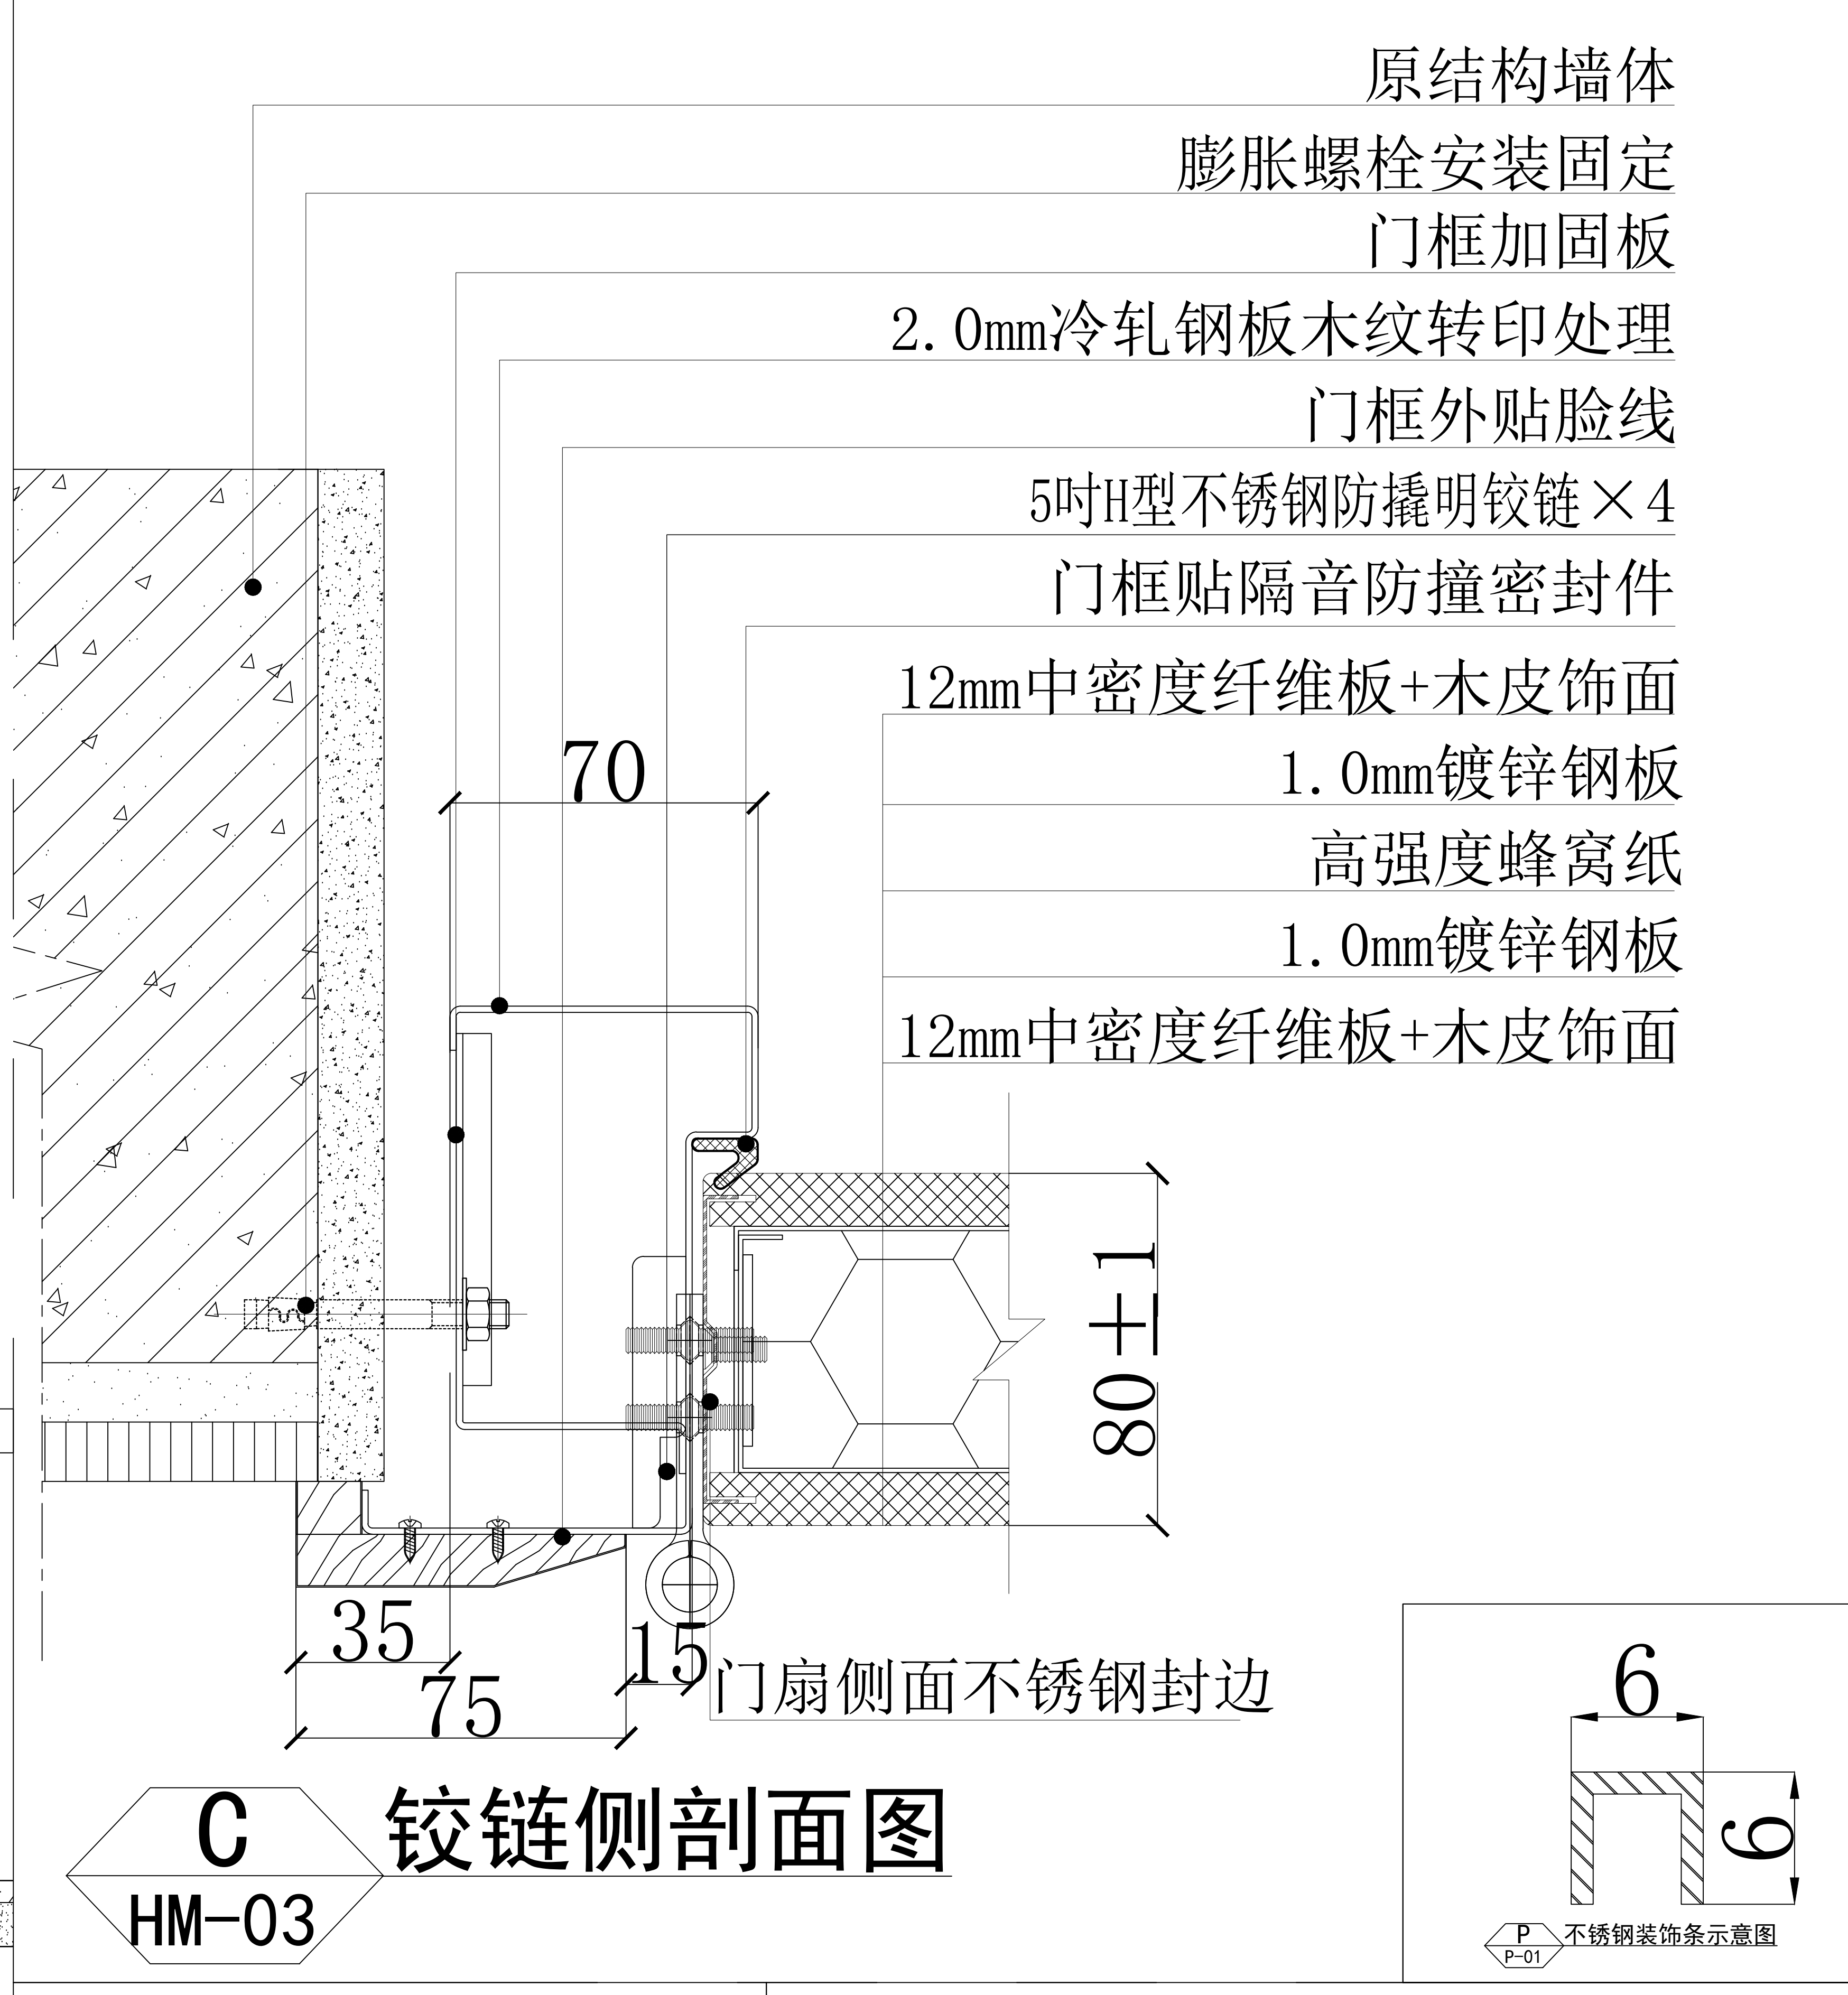 原结构墙体
膨胀螺栓安装固定
门框加固板
2.0mm冷轧钢板木纹转印处理
门框外贴脸线
5吋H型不锈钢防撬明铰链×4
门框贴隔音防撞密封件
12mm中密度纤维板+木皮饰面
1.0mm镀锌钢板
高强度蜂窝纸
1.0mm镀锌钢板
12mm中密度纤维板+木皮饰面
70
80±1
35
15
75
门扇侧面不锈钢封边
C
HM-03
铰链侧剖面图
6
6
P
P-01
不锈钢装饰条示意图